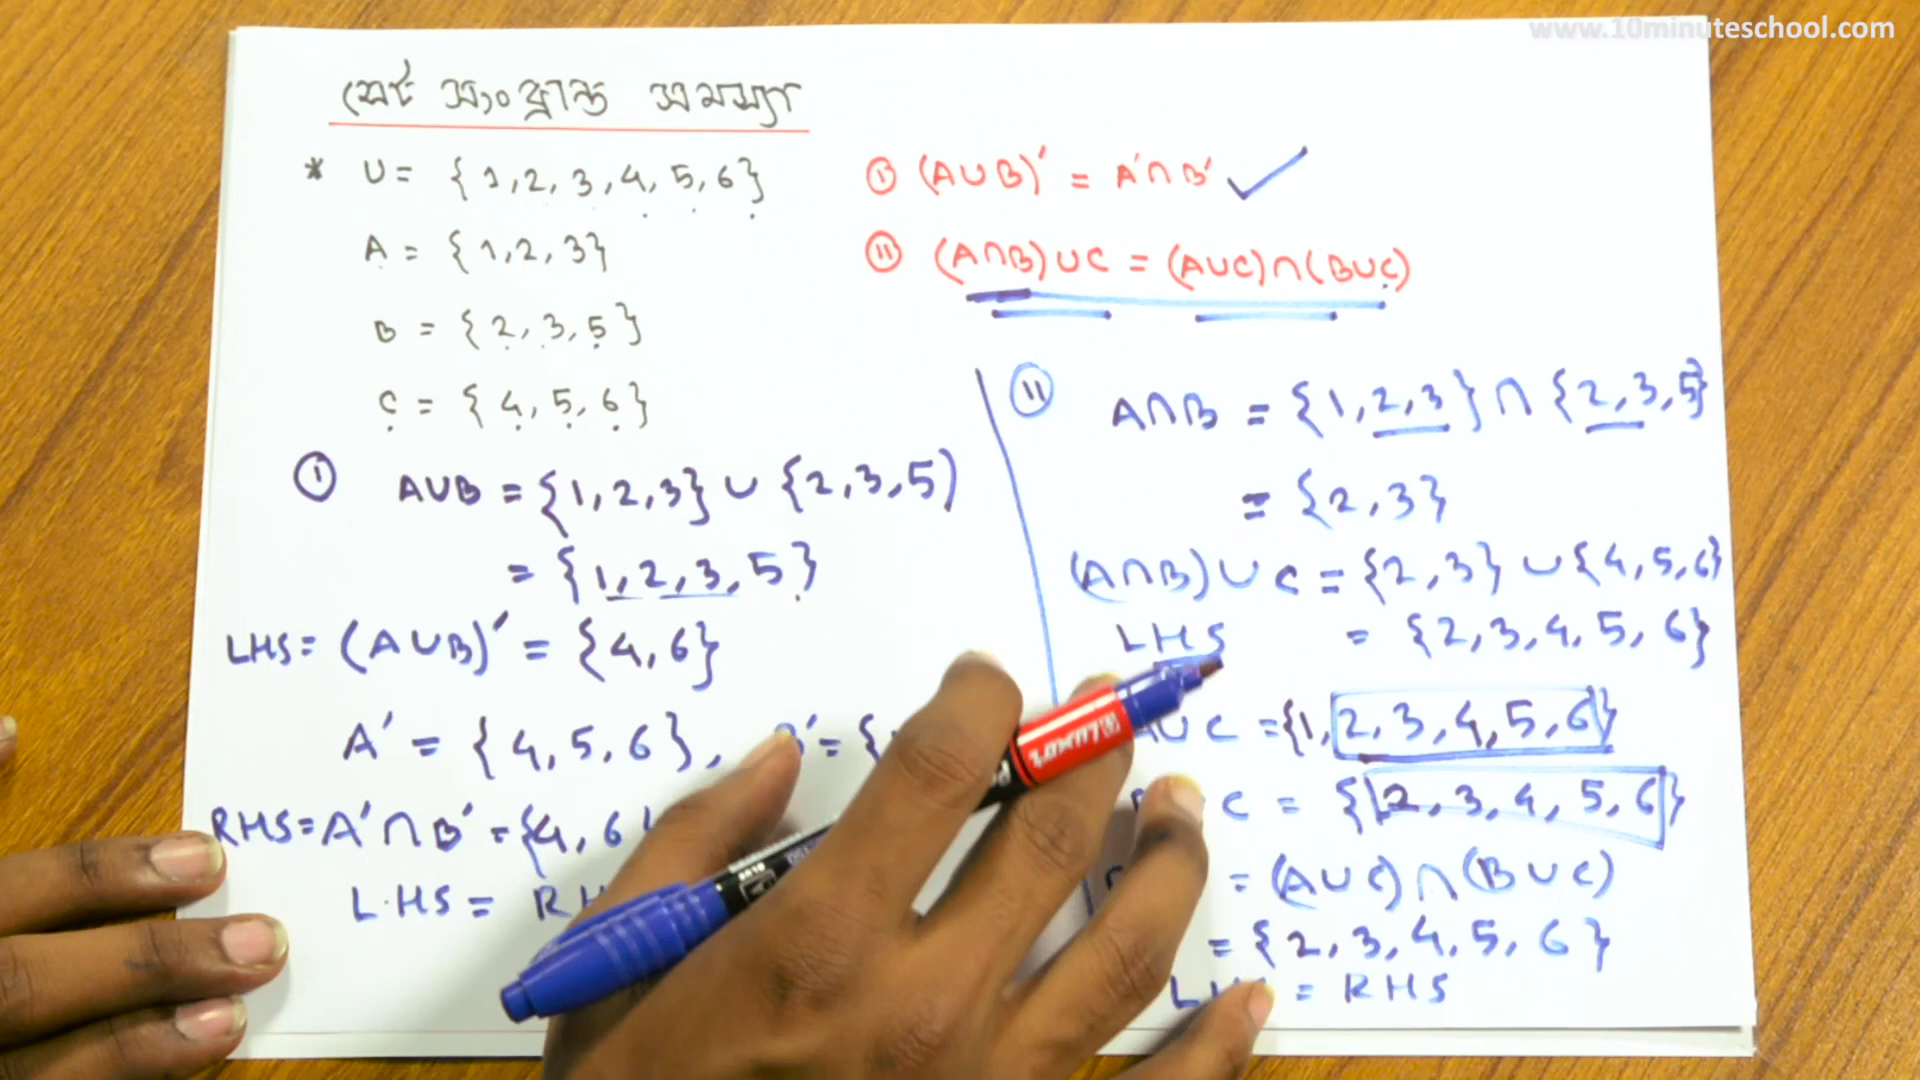 www.10minuteschool.com
সেট সংক্রান্ত সমস্যা
* U = {1, 2, 3, 4, 5, 6}
A = {1, 2, 3}
B = {2, 3, 5}
C = {4, 5, 6}
(i) (A∪B)′ = A′∩B′ ✓
(ii) (A∩B)∪C = (A∪C)∩(B∪C)
(i) A∪B = {1, 2, 3} ∪ {2, 3, 5}
= {1, 2, 3, 5}
LHS = (A∪B)′ = {4, 6}
A′ = {4, 5, 6}, B′ = {
RHS = A′∩B′ = {4, 6
L.HS = RH
(ii) A∩B = {1, 2, 3} ∩ {2, 3, 5}
= {2, 3}
(A∩B)∪C = {2, 3} ∪ {4, 5, 6}
LHS = {2, 3, 4, 5, 6}
∪C = {1, 2, 3, 4, 5, 6}
C = {2, 3, 4, 5, 6}
= (A∪C)∩(B∪C)
= {2, 3, 4, 5, 6}
= RHS
Luxor